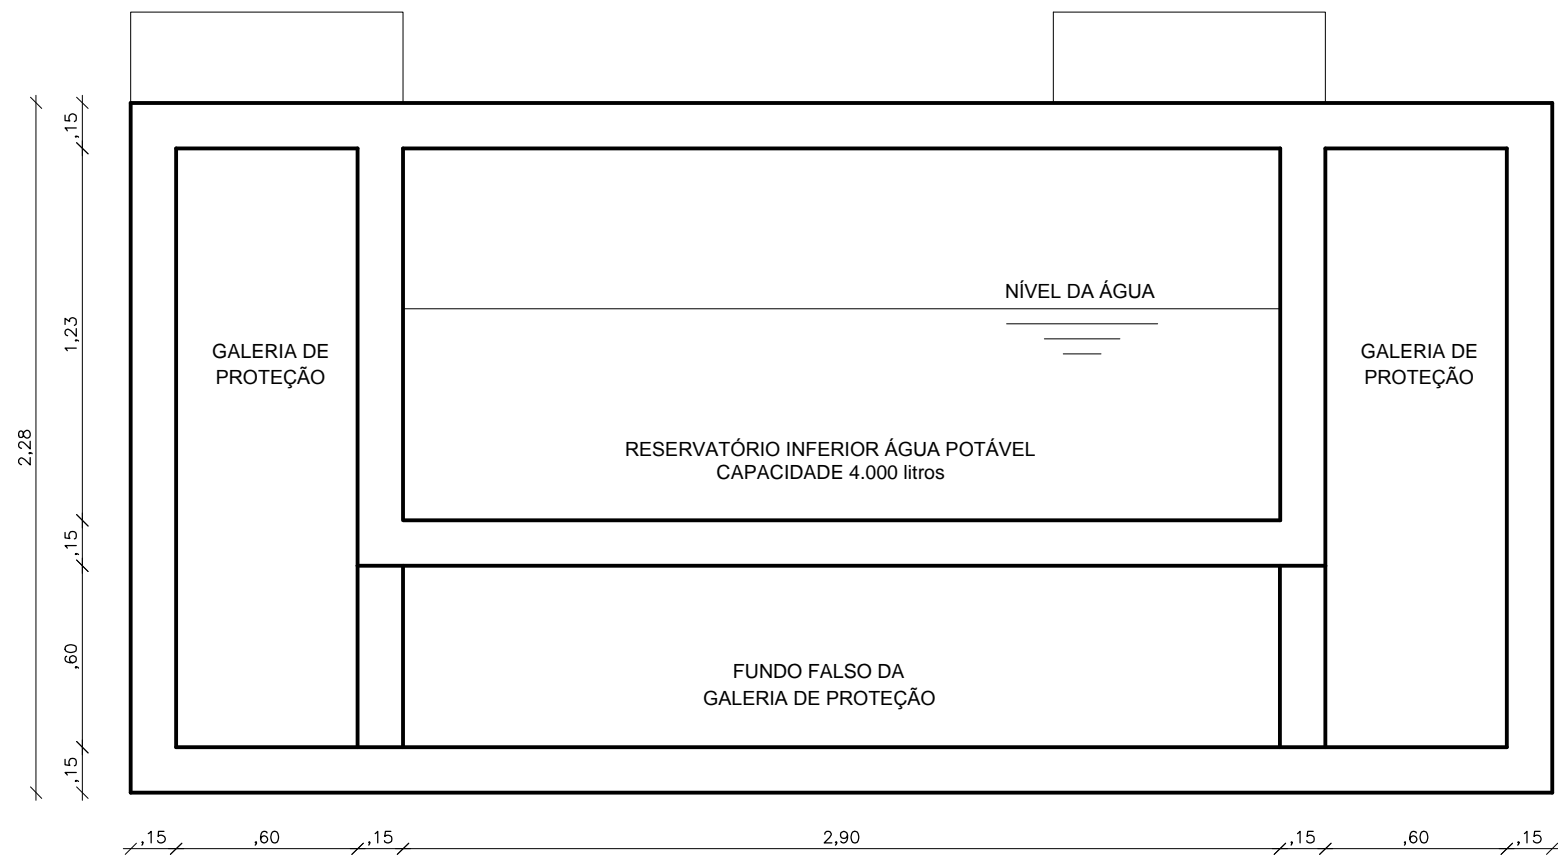 ,15
1,23
2,28
,15
,60
,15
NÍVEL DA ÁGUA
GALERIA DE
PROTEÇÃO
GALERIA DE
PROTEÇÃO
RESERVATÓRIO INFERIOR ÁGUA POTÁVEL
CAPACIDADE 4.000 litros
FUNDO FALSO DA
GALERIA DE PROTEÇÃO
,15
,60
,15
2,90
,15
,60
,15